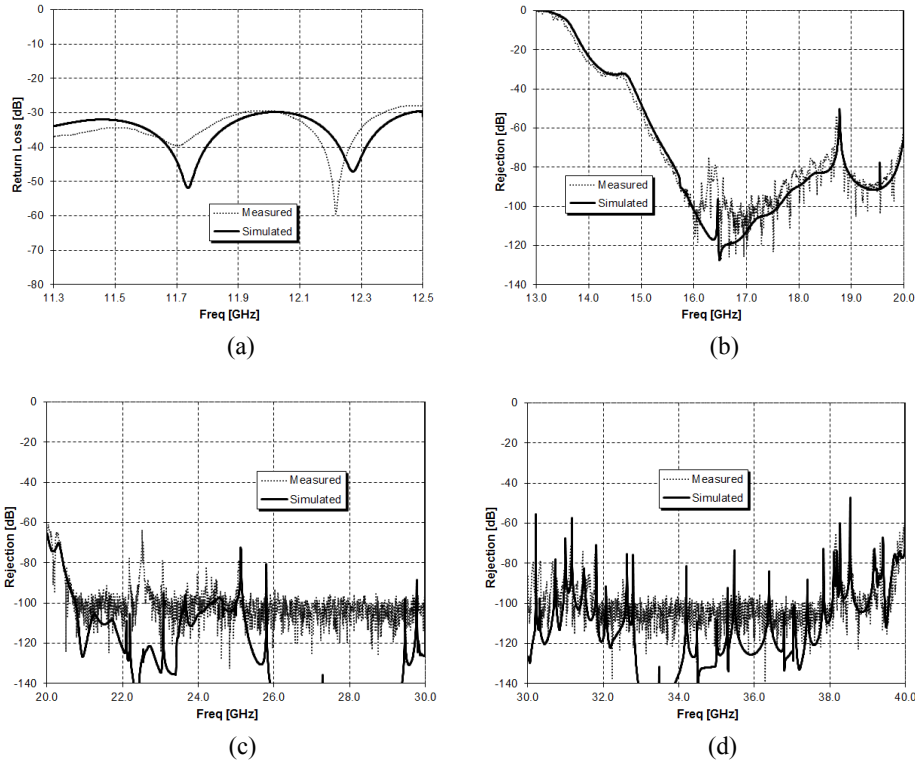 0
-10
-20
-30
-40
-50
-60
-70
-80
Return Loss [dB]
Measured
Simulated
11.3 11.5 11.7 11.9 12.1 12.3 12.5
Freq [GHz]
(a)
0
-20
-40
-60
-80
-100
-120
-140
Rejection [dB]
Measured
Simulated
13.0 14.0 15.0 16.0 17.0 18.0 19.0 20.0
Freq [GHz]
(b)
0
-20
-40
-60
-80
-100
-120
-140
Rejection [dB]
Measured
Simulated
20.0 22.0 24.0 26.0 28.0 30.0
Freq [GHz]
(c)
0
-20
-40
-60
-80
-100
-120
-140
Rejection [dB]
Measured
Simulated
30.0 32.0 34.0 36.0 38.0 40.0
Freq [GHz]
(d)